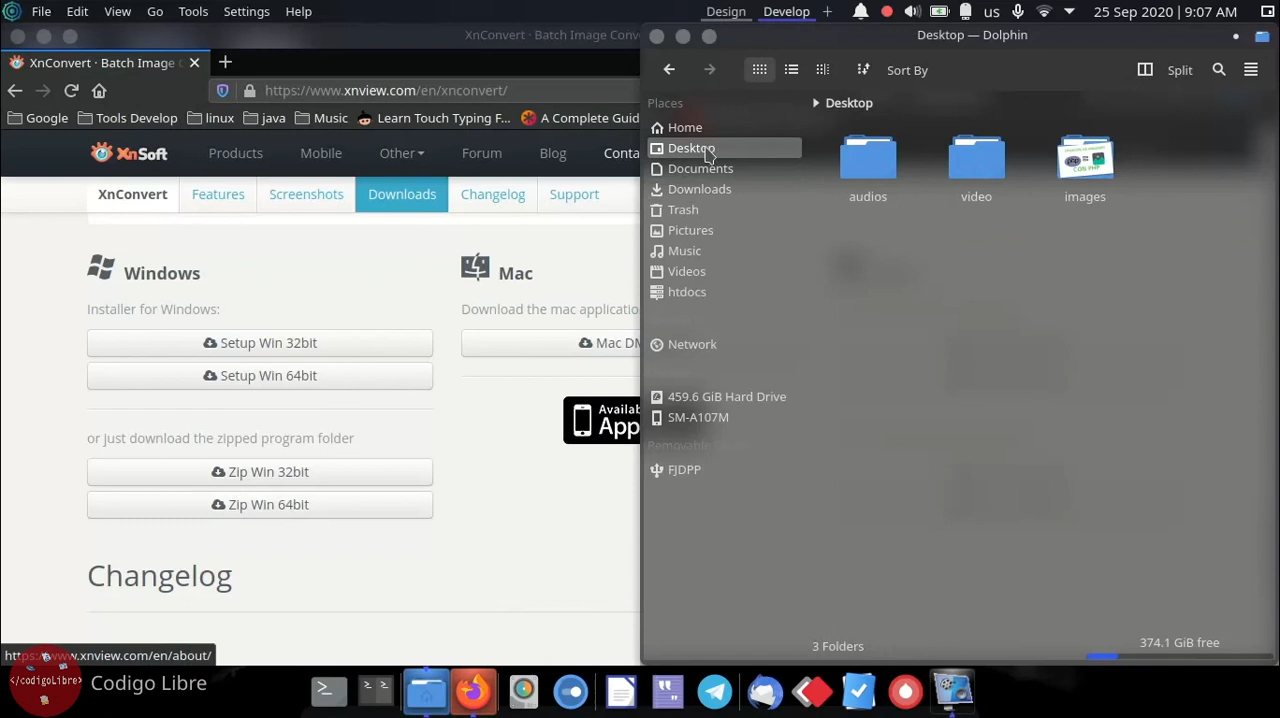 File Edit View Go Tools Settings Help
Design Develop + us 25 Sep 2020 | 9:07 AM
XnConvert · Batch Image Conv
Desktop — Dolphin
XnConvert · Batch Image C
https://www.xnview.com/en/xnconvert/
Sort By
Split
Google Tools Develop linux java Music Learn Touch Typing F A Complete Guid
XnSoft Products Mobile Other Forum Blog Conta
XnConvert Features Screenshots Downloads Changelog Support
Windows
Installer for Windows:
Setup Win 32bit
Setup Win 64bit
or just download the zipped program folder
Zip Win 32bit
Zip Win 64bit
Mac
Download the mac applicatio
Mac DM
Availab
App
Changelog
https://www.xnview.com/en/about/
Places
Home
Desktop
Documents
Downloads
Trash
Pictures
Music
Videos
htdocs
Network
459.6 GiB Hard Drive
SM-A107M
FJDPP
Desktop
audios
video
php
CON PHP
images
3 Folders
374.1 GiB free
</codigoLibre>
Codigo Libre